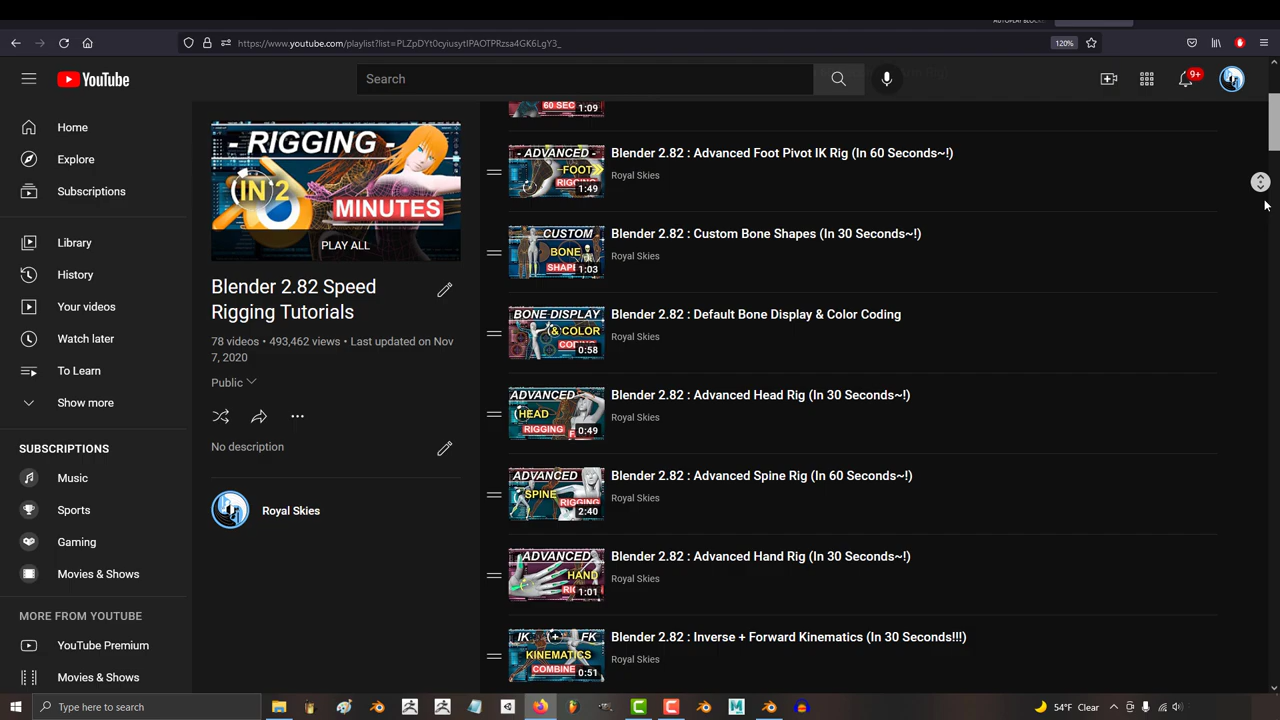 https://www.youtube.com/playlist?list=PLZpDYt0cyiusytIPAOTPRzsa4GK6LgY3_
120%
YouTube
Search
9+
Home
Explore
Subscriptions
Library
History
Your videos
Watch later
To Learn
Show more
SUBSCRIPTIONS
Music
Sports
Gaming
Movies & Shows
MORE FROM YOUTUBE
YouTube Premium
Movies & Shows
- RIGGING -
IN 2
MINUTES
PLAY ALL
Blender 2.82 Speed
Rigging Tutorials
78 videos • 493,462 views • Last updated on Nov
7, 2020
Public
No description
Royal Skies
60 SEC
1:09
- ADVANCED -
FOOT
1:49
Blender 2.82 : Advanced Foot Pivot IK Rig (In 60 Seconds~!)
Royal Skies
CUSTOM
BONE
1:03
Blender 2.82 : Custom Bone Shapes (In 30 Seconds~!)
Royal Skies
BONE DISPLAY
& COLOR
0:58
Blender 2.82 : Default Bone Display & Color Coding
Royal Skies
ADVANCED
HEAD
RIGGING
0:49
Blender 2.82 : Advanced Head Rig (In 30 Seconds~!)
Royal Skies
ADVANCED
SPINE
RIGGING
2:40
Blender 2.82 : Advanced Spine Rig (In 60 Seconds~!)
Royal Skies
ADVANCED
HAND
1:01
Blender 2.82 : Advanced Hand Rig (In 30 Seconds~!)
Royal Skies
IK (+) FK
KINEMATICS
COMBINE
0:51
Blender 2.82 : Inverse + Forward Kinematics (In 30 Seconds!!!)
Royal Skies
Type here to search
54°F Clear